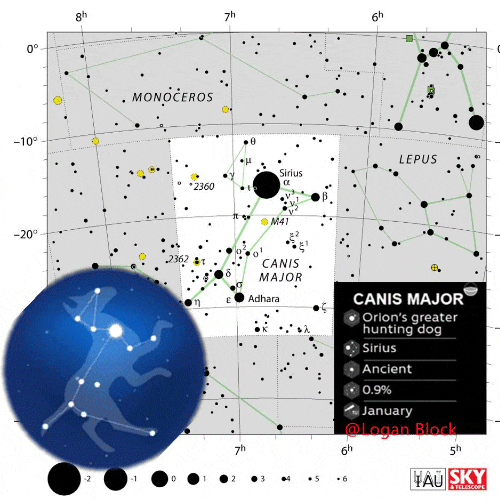 8h 7h 6h
0°
MONOCEROS
-10°
LEPUS
θ
μ
γ
ι
Sirius
α
β
2360
ν³
ν¹
ν²
π
M41
-20°
ξ²
ξ¹
ο²
ο¹
2362
τ
CANIS
MAJOR
δ
σ
η
ε
Adhara
ζ
κ
λ
CANIS MAJOR
Orion's greater
hunting dog
Sirius
Ancient
0.9%
January
@Logan Block
7h 6h 5h
-2 -1 0 1 2 3 4 5 6
IAU
SKY
& TELESCOPE